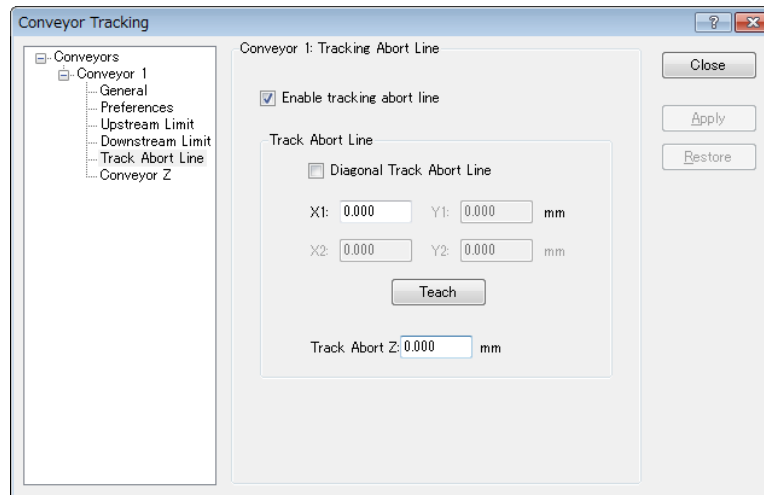 Conveyor Tracking
Conveyors
Conveyor 1
General
Preferences
Upstream Limit
Downstream Limit
Track Abort Line
Conveyor Z
Conveyor 1: Tracking Abort Line
Enable tracking abort line
Track Abort Line
Diagonal Track Abort Line
X1: 0.000 Y1: 0.000 mm
X2: 0.000 Y2: 0.000 mm
Teach
Track Abort Z: 0.000 mm
Close
Apply
Restore